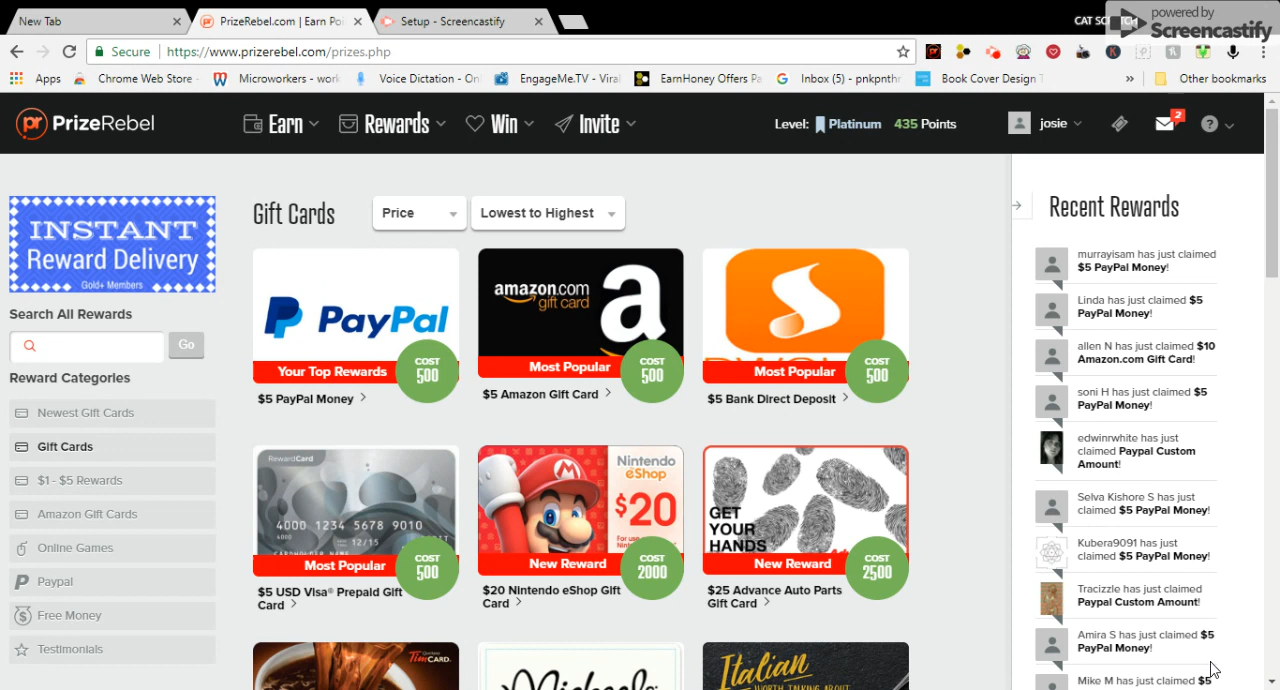 New Tab
PrizeRebel.com | Earn Poi
Setup - Screencastify
CAT SCRATCH
powered by
Screencastify
Secure
https://www.prizerebel.com/prizes.php
Apps
Chrome Web Store
Microworkers - work
Voice Dictation - On
EngageMe.TV - Viral
EarnHoney Offers Pa
Inbox (5) - pnkpnthr
Book Cover Design T
»
Other bookmarks
pr PrizeRebel
Earn
Rewards
Win
Invite
Level: Platinum 435 Points
josie
2
?
INSTANT
Reward Delivery
Gold+ Members
Search All Rewards
Go
Reward Categories
Newest Gift Cards
Gift Cards
$1 - $5 Rewards
Amazon Gift Cards
Online Games
Paypal
Free Money
Testimonials
Gift Cards
Price
Lowest to Highest
PayPal
Your Top Rewards
COST
500
$5 PayPal Money
amazon.com
gift card
a
Most Popular
COST
500
$5 Amazon Gift Card
Most Popular
COST
500
$5 Bank Direct Deposit
RewardCard
4000 1234 5678 9010
4000
12/15
CARDHOLDER NAME
Most Popular
COST
500
$5 USD Visa® Prepaid Gift
Card
Nintendo
eShop
$20
New Reward
COST
2000
$20 Nintendo eShop Gift
Card
GET
YOUR
HANDS
New Reward
COST
2500
$25 Advance Auto Parts
Gift Card
TimCARD.
Michaels
Italian
WORTH TALKING ABOUT
Recent Rewards
murrayisam has just claimed
$5 PayPal Money!
Linda has just claimed $5
PayPal Money!
allen N has just claimed $10
Amazon.com Gift Card!
soni H has just claimed $5
PayPal Money!
edwinrwhite has just
claimed Paypal Custom
Amount!
Selva Kishore S has just
claimed $5 PayPal Money!
Kubera9091 has just
claimed $5 PayPal Money!
Tracizzle has just claimed
Paypal Custom Amount!
Amira S has just claimed $5
PayPal Money!
Mike M has just claimed $5